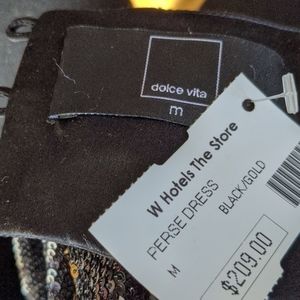 dolce vita
m
W Hotels The Store
PERSE DRESS
BLACK/GOLD
M
$209.00